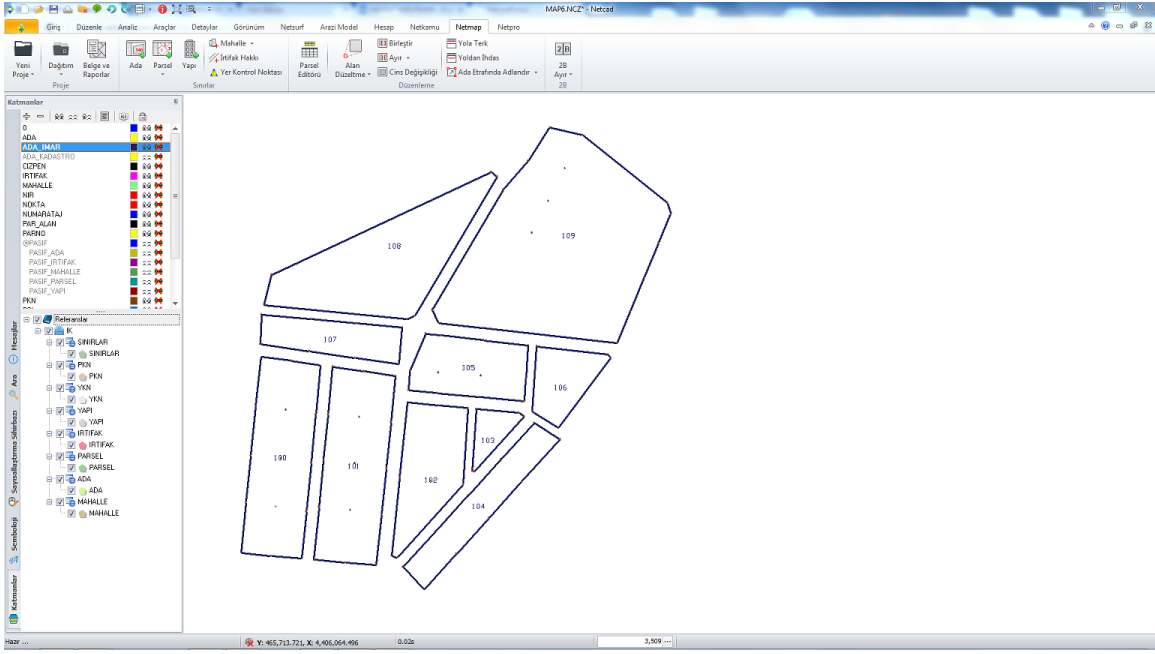 MAP6.NCZ* - Netcad
Giriş Düzenle Analiz Araçlar Detaylar Görünüm Netsurf Arazi Model Hesap Netkamu Netmap Netpro
Yeni Proje
Dağıtım
Belge ve Raporlar
Proje
Ada
Parsel
Yapı
Mahalle
İrtifak Hakkı
Yer Kontrol Noktası
Sınırlar
Parsel Editörü
Alan Düzeltme
Birleştir
Ayır
Cins Değişikliği
Yola Terk
Yoldan İhdas
Ada Etrafında Adlandır
Düzenleme
2B
2B Ayır
2B
Katmanlar
0
ADA
ADA_IMAR
ADA_KADASTRO
CIZPEN
IRTIFAK
MAHALLE
NIR
NOKTA
NUMARATAJ
PAR_ALAN
PARNO
@PASIF
PASIF_ADA
PASIF_IRTIFAK
PASIF_MAHALLE
PASIF_PARSEL
PASIF_YAPI
PKN
Referanslar
IK
SINIRLAR
SINIRLAR
PKN
PKN
YKN
YKN
YAPI
YAPI
IRTIFAK
IRTIFAK
PARSEL
PARSEL
ADA
ADA
MAHALLE
MAHALLE
Mesajlar
Ara
Sayısallaştırma Sihirbazı
Semboloji
Katmanlar
108
109
107
105
106
103
100
101
102
104
Hazır ...
Y: 465,713.721, X: 4,406,064.496
0.02s
3,509 ...